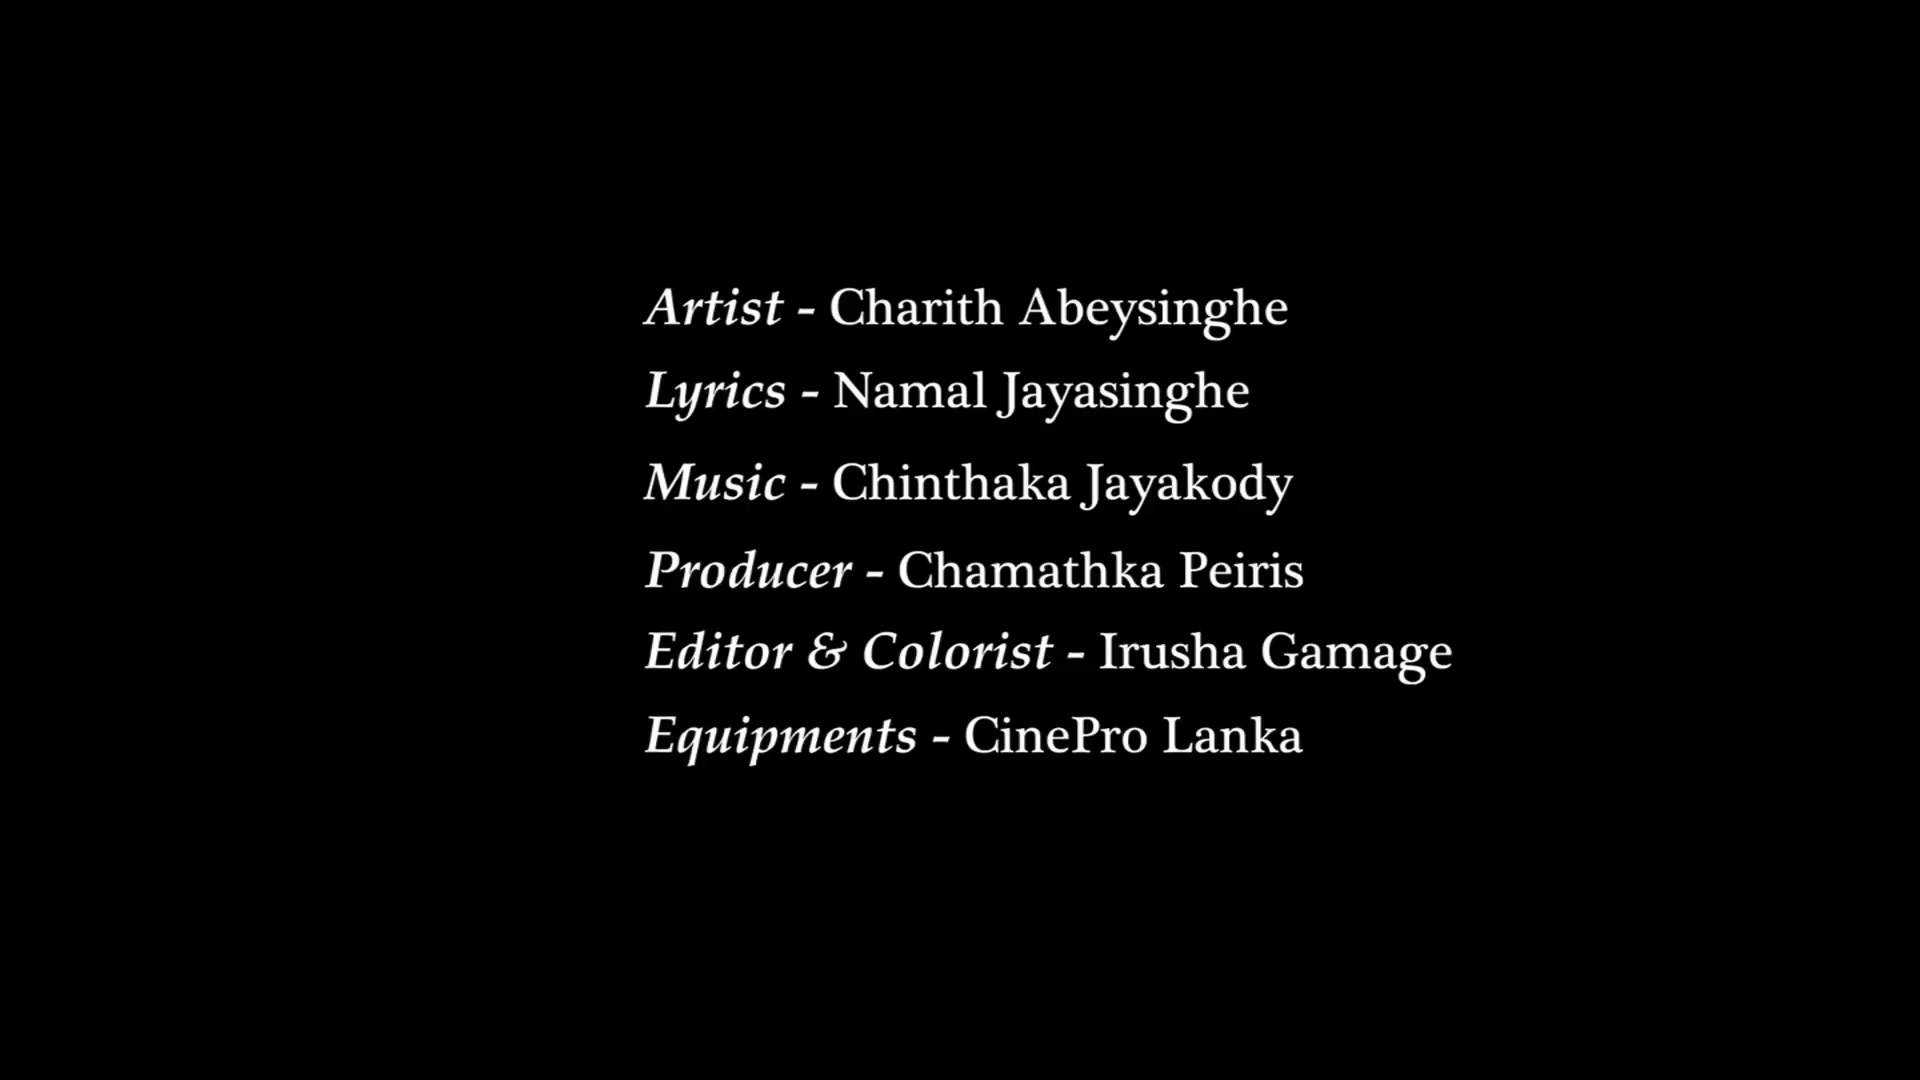 Artist - Charith Abeysinghe
Lyrics - Namal Jayasinghe
Music - Chinthaka Jayakody
Producer - Chamathka Peiris
Editor & Colorist - Irusha Gamage
Equipments - CinePro Lanka